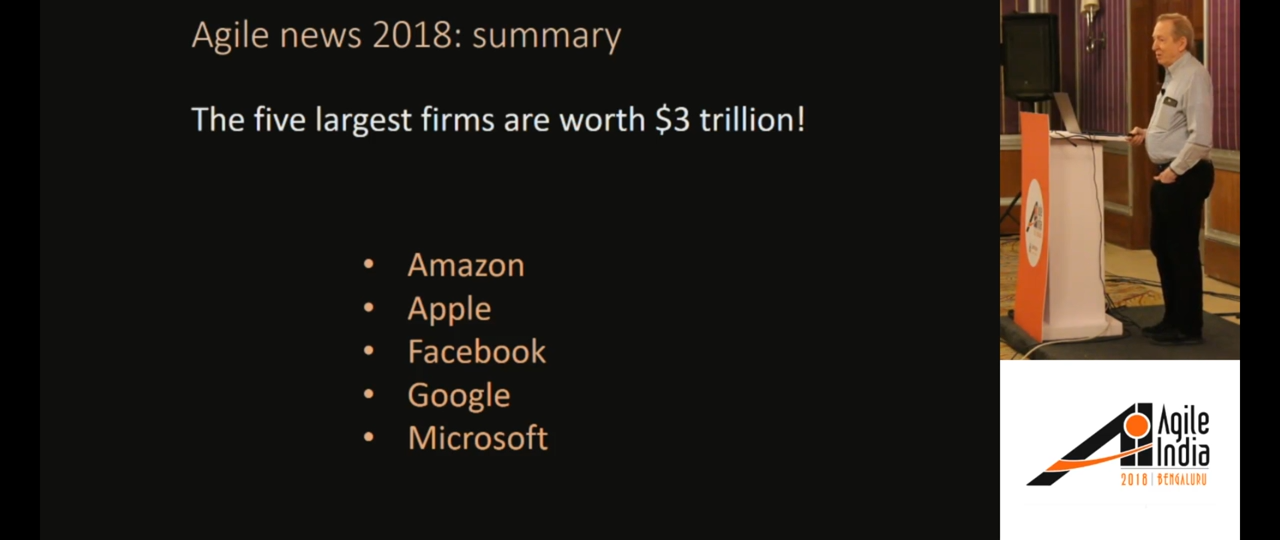 Agile news 2018: summary
The five largest firms are worth $3 trillion!
• Amazon
• Apple
• Facebook
• Google
• Microsoft
Agile
India
2018 | BENGALURU